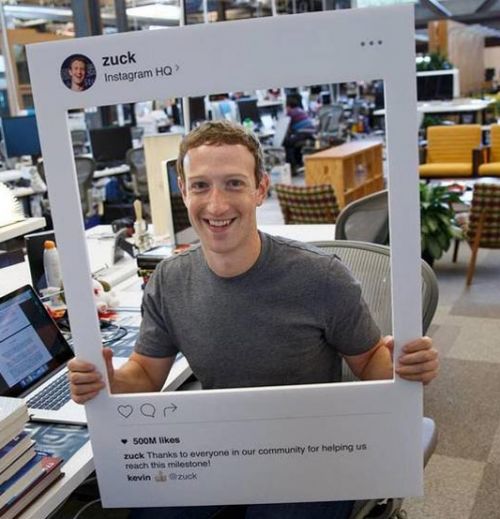 zuck
Instagram HQ
500M likes
zuck Thanks to everyone in our community for helping us
reach this milestone!
kevin 👍 @zuck